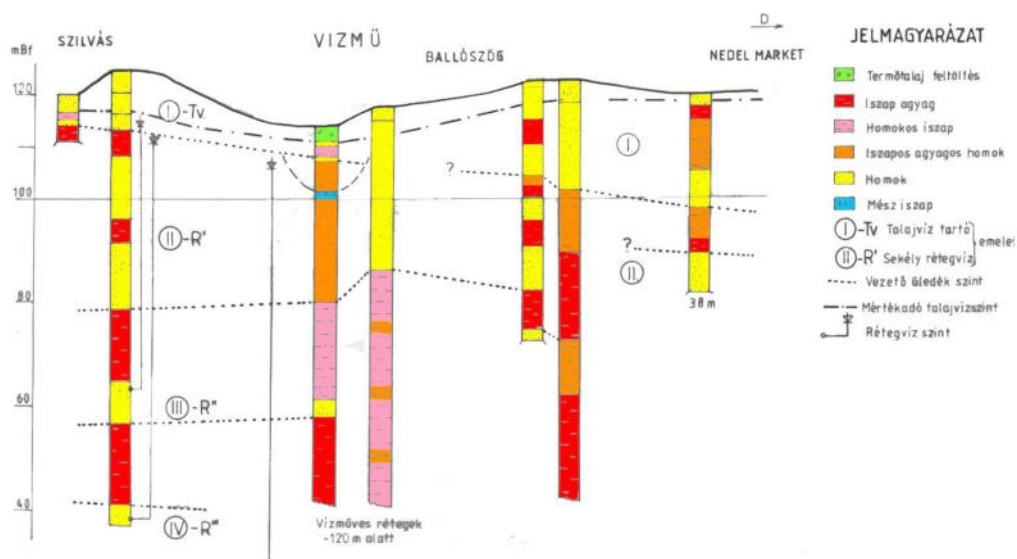 D
SZILVÁS
VIZMŰ
BALLÓSZÖG
NEDEL MARKET
mBf
120
100
80
60
40
I-Tv
II-R'
III-R"
IV-R"'
?
I
?
II.
38m
Vízműves rétegek
-120 m alatt
JELMAGYARÁZAT
Termőtalaj feltöltés
Iszap agyag
Homokos iszap
Iszapos agyagos homok
Homok
Mész iszap
I-Tv Talajvíz tartó
II-R' Sekély rétegvíz
emelet
Vezető üledék szint
Mértékadó talajvízszint
Rétegvíz szint